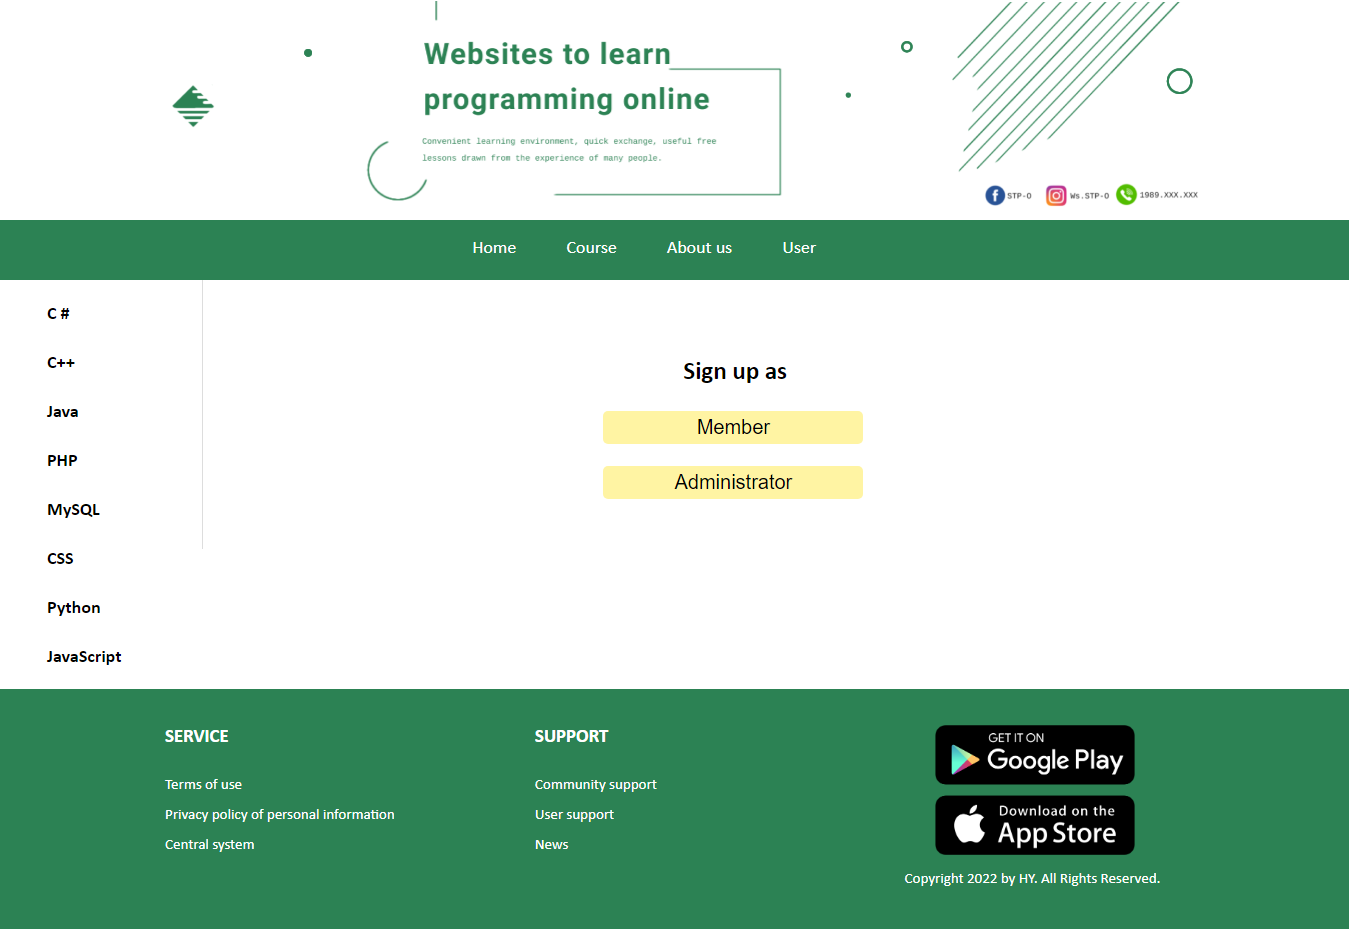 Websites to learn
programming online
Convenient learning environment, quick exchange, useful free
lessons drawn from the experience of many people.
STP-O
Ws.STP-O
1989.XXX.XXX
Home
Course
About us
User
C #
C++
Java
PHP
MySQL
CSS
Python
JavaScript
Sign up as
Member
Administrator
SERVICE
Terms of use
Privacy policy of personal information
Central system
SUPPORT
Community support
User support
News
GET IT ON
Google Play
Download on the
App Store
Copyright 2022 by HY. All Rights Reserved.